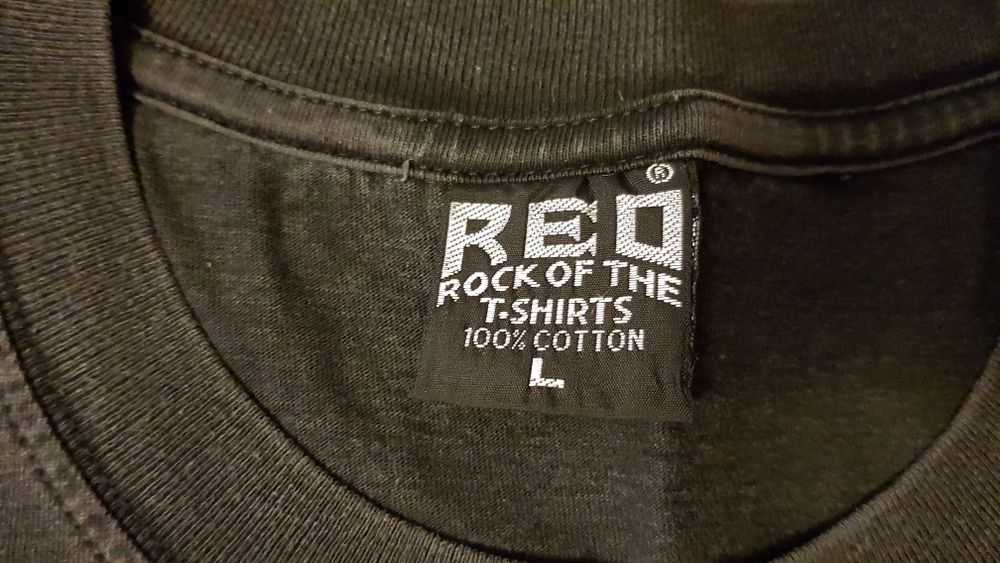 ®
REO
ROCK OF THE
T-SHIRTS
100% COTTON
L